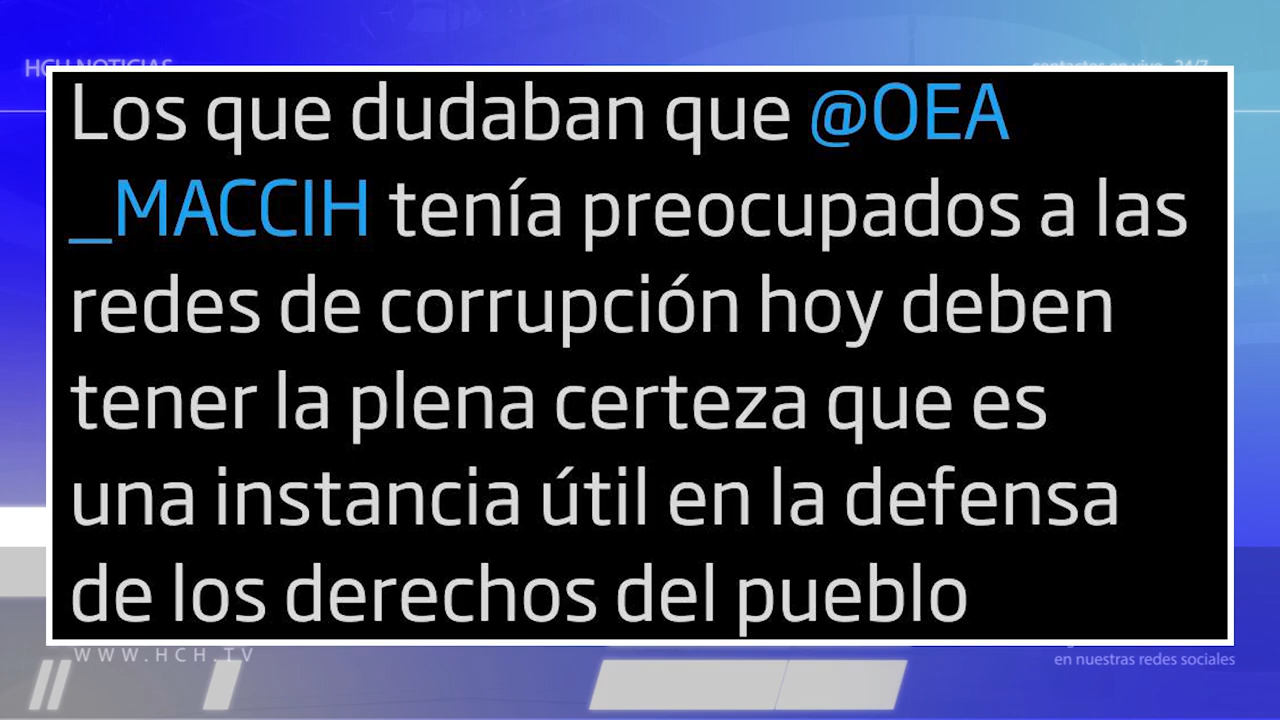 HCH NOTICIAS
Los que dudaban que @OEA
_MACCIH tenía preocupados a las
redes de corrupción hoy deben
tener la plena certeza que es
una instancia útil en la defensa
de los derechos del pueblo
WWW.HCH.TV
en nuestras redes sociales